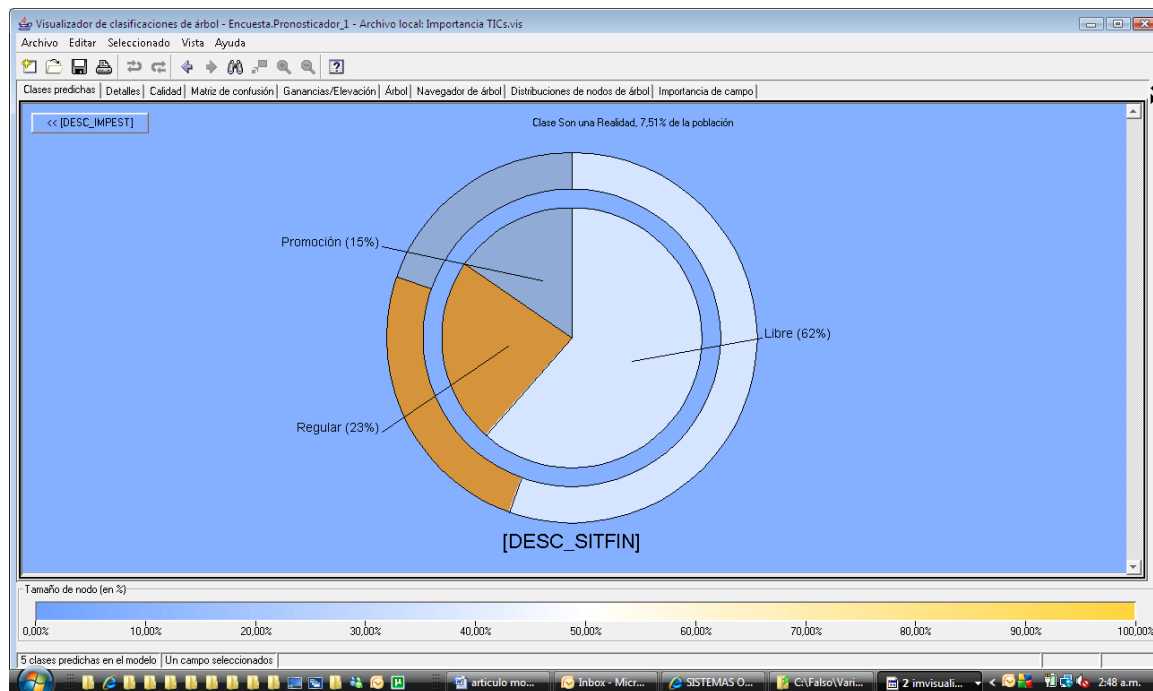 Visualizador de clasificaciones de árbol - Encuesta.Pronosticador_1 - Archivo local: Importancia TICs.vis
Archivo Editar Seleccionado Vista Ayuda
Clases predichas Detalles Calidad Matriz de confusión Ganancias/Elevación Árbol Navegador de árbol Distribuciones de nodos de árbol Importancia de campo
<< [DESC_IMPEST]
Clase Son una Realidad, 7,51% de la población
Promoción (15%)
Libre (62%)
Regular (23%)
[DESC_SITFIN]
Tamaño de nodo (en %)
0,00% 10,00% 20,00% 30,00% 40,00% 50,00% 60,00% 70,00% 80,00% 90,00% 100,00%
5 clases predichas en el modelo Un campo seleccionados
articulo mo... Inbox - Micr... SISTEMAS O... C:\Falso\Vari... 2 imvisuali... 2:48 a.m.